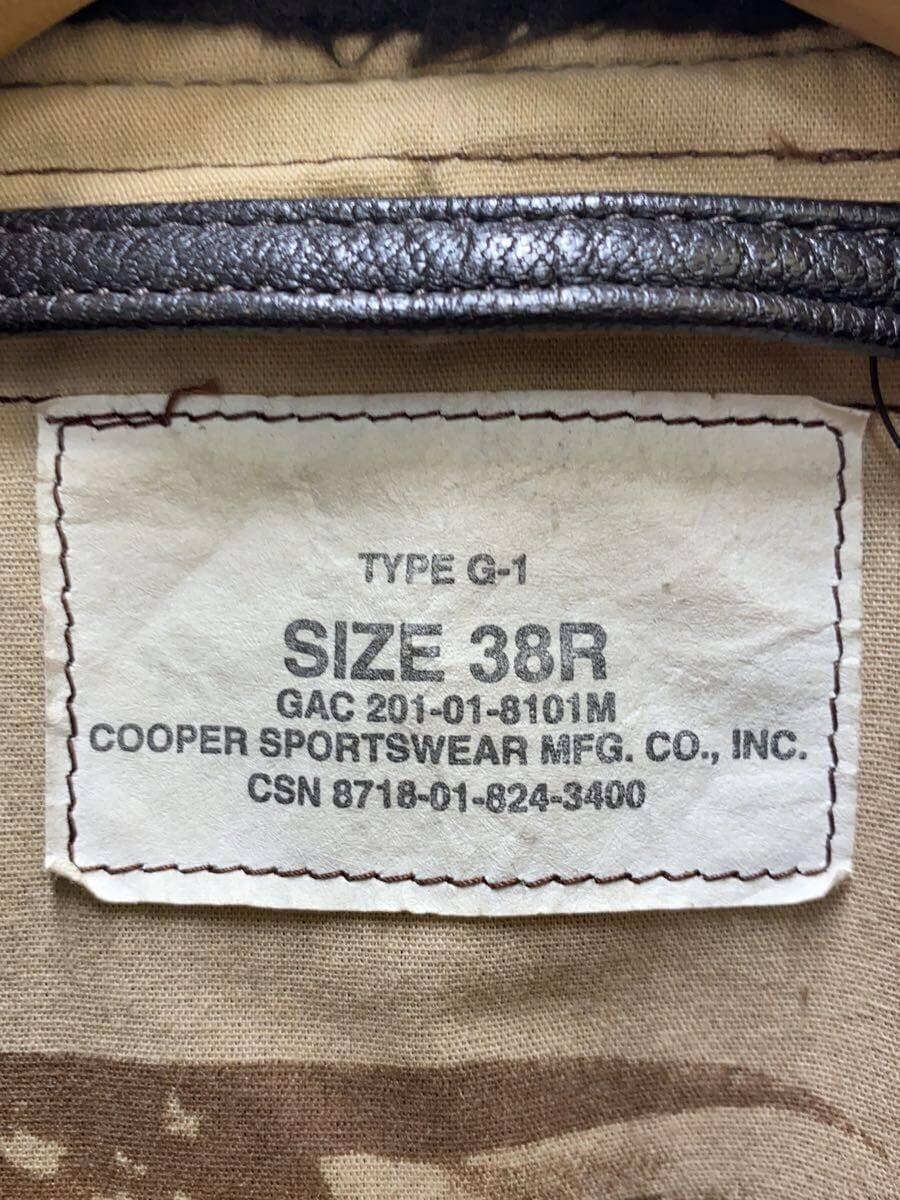 TYPE G-1
SIZE 38R
GAC 201-01-8101M
COOPER SPORTSWEAR MFG. CO., INC.
CSN 8718-01-824-3400